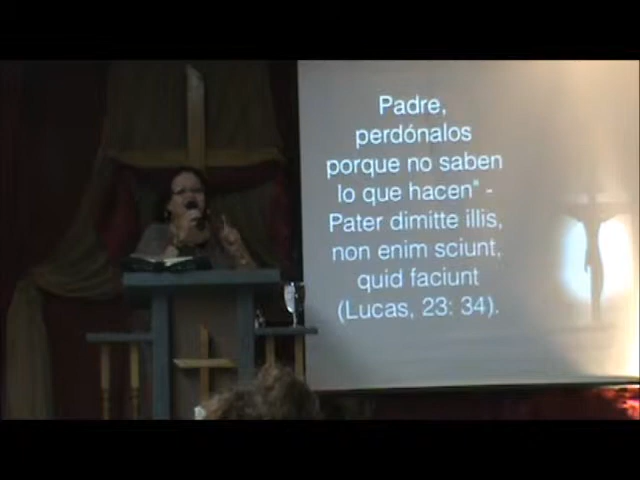 Padre,
perdónalos
porque no saben
lo que hacen" -
Pater dimitte illis,
non enim sciunt,
quid faciunt
(Lucas, 23: 34).